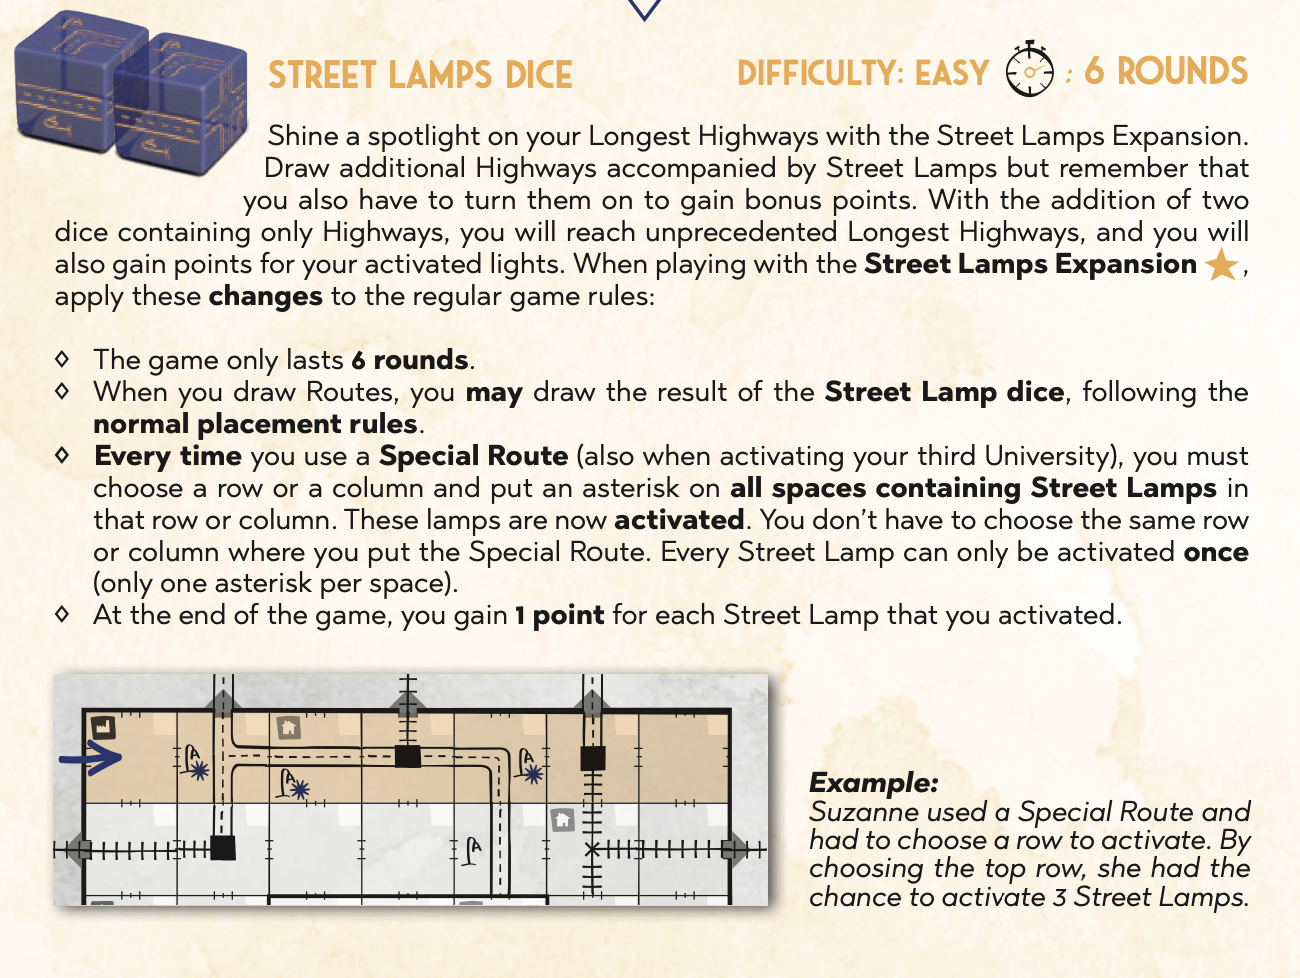 STREET LAMPS DICE
DIFFICULTY: EASY : 6 ROUNDS
Shine a spotlight on your Longest Highways with the Street Lamps Expansion.
Draw additional Highways accompanied by Street Lamps but remember that
you also have to turn them on to gain bonus points. With the addition of two
dice containing only Highways, you will reach unprecedented Longest Highways, and you will
also gain points for your activated lights. When playing with the Street Lamps Expansion ★,
apply these changes to the regular game rules:
◊ The game only lasts 6 rounds.
◊ When you draw Routes, you may draw the result of the Street Lamp dice, following the
normal placement rules.
◊ Every time you use a Special Route (also when activating your third University), you must
choose a row or a column and put an asterisk on all spaces containing Street Lamps in
that row or column. These lamps are now activated. You don't have to choose the same row
or column where you put the Special Route. Every Street Lamp can only be activated once
(only one asterisk per space).
◊ At the end of the game, you gain 1 point for each Street Lamp that you activated.
Example:
Suzanne used a Special Route and
had to choose a row to activate. By
choosing the top row, she had the
chance to activate 3 Street Lamps.